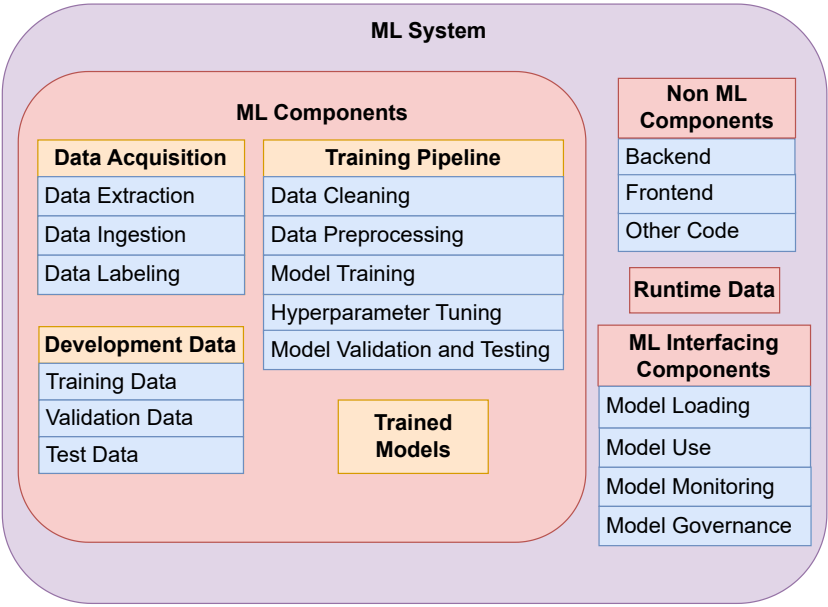 ML System
ML Components
Data Acquisition
Data Extraction
Data Ingestion
Data Labeling
Development Data
Training Data
Validation Data
Test Data
Training Pipeline
Data Cleaning
Data Preprocessing
Model Training
Hyperparameter Tuning
Model Validation and Testing
Trained
Models
Non ML
Components
Backend
Frontend
Other Code
Runtime Data
ML Interfacing
Components
Model Loading
Model Use
Model Monitoring
Model Governance